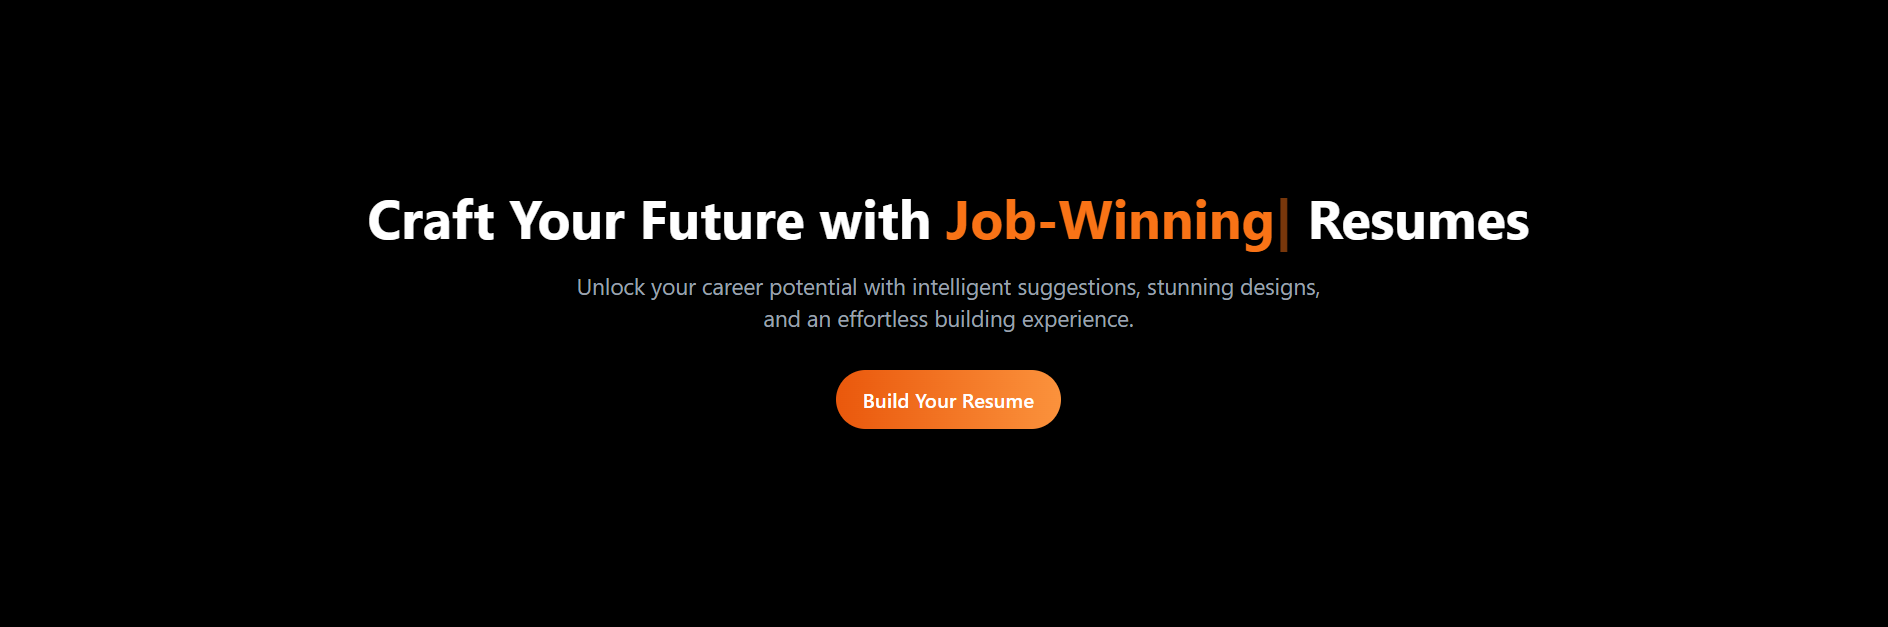 Craft Your Future with Job-Winning| Resumes
Unlock your career potential with intelligent suggestions, stunning designs,
and an effortless building experience.
Build Your Resume